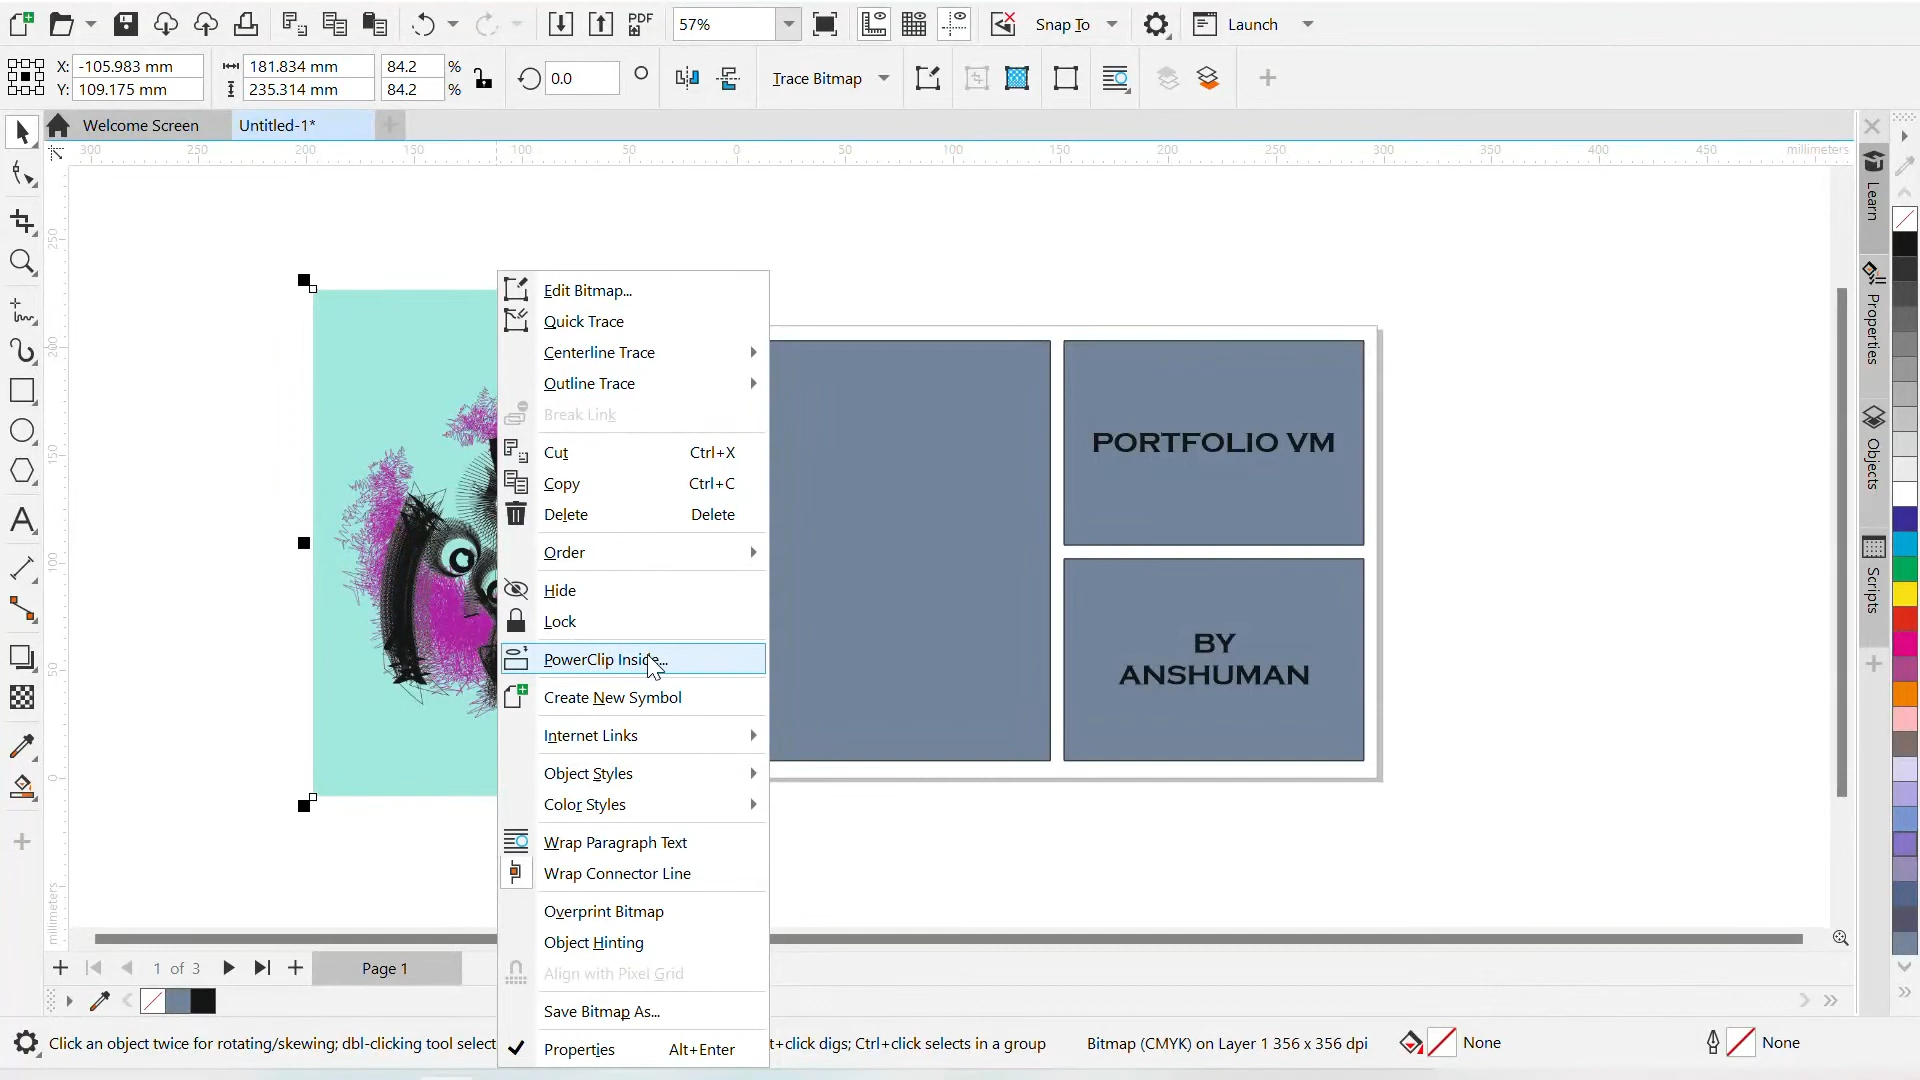 PDF
57%
Snap To
Launch
X: -105.983 mm
Y: 109.175 mm
181.834 mm
235.314 mm
84.2 %
84.2 %
0.0
Trace Bitmap
Welcome Screen
Untitled-1*
300 250 200 150 100 50 0 50 100 150 200 250 300 350 400 450 millimeters
250
200
150
100
50
0
millimeters
Edit Bitmap...
Quick Trace
Centerline Trace
Outline Trace
Break Link
Cut Ctrl+X
Copy Ctrl+C
Delete Delete
Order
Hide
Lock
PowerClip Inside...
Create New Symbol
Internet Links
Object Styles
Color Styles
Wrap Paragraph Text
Wrap Connector Line
Overprint Bitmap
Object Hinting
Align with Pixel Grid
Save Bitmap As...
Properties Alt+Enter
PORTFOLIO VM
BY
ANSHUMAN
Learn
Properties
Objects
Scripts
1 of 3
Page 1
Click an object twice for rotating/skewing; dbl-clicking tool select
t+click digs; Ctrl+click selects in a group
Bitmap (CMYK) on Layer 1 356 x 356 dpi
None
None